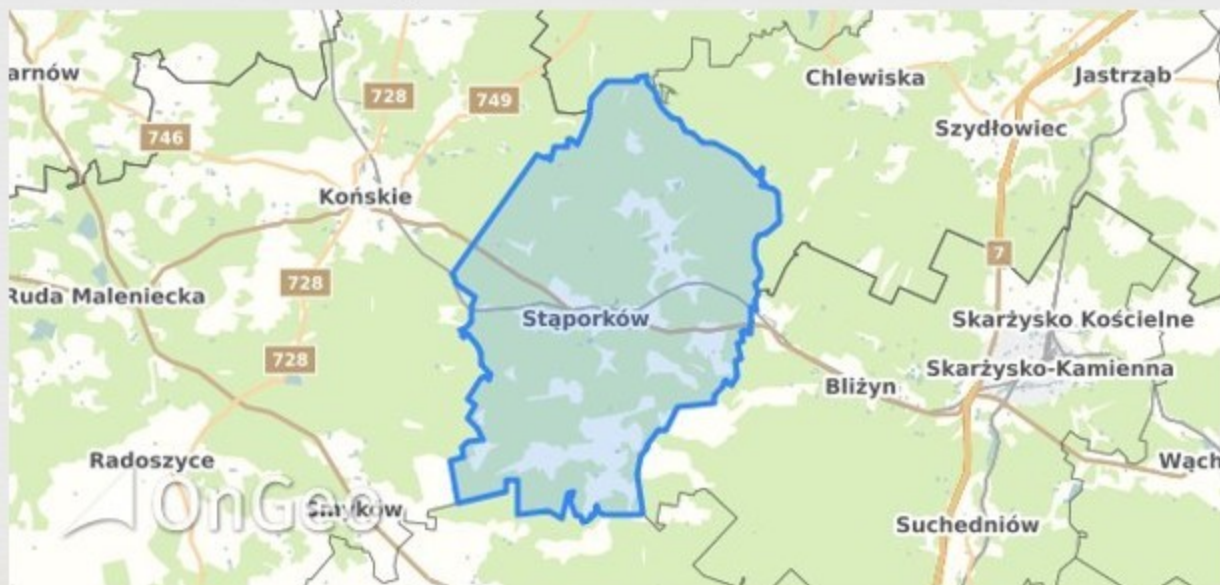 arnów
Chlewiska
Jastrząb
728
749
746
Szydłowiec
Końskie
7
728
Ruda Maleniecka
Stąporków
Skarżysko Kościelne
728
Skarżysko-Kamienna
Bliżyn
Radoszyce
Wąch
OnGeo
Smyków
Suchedniów